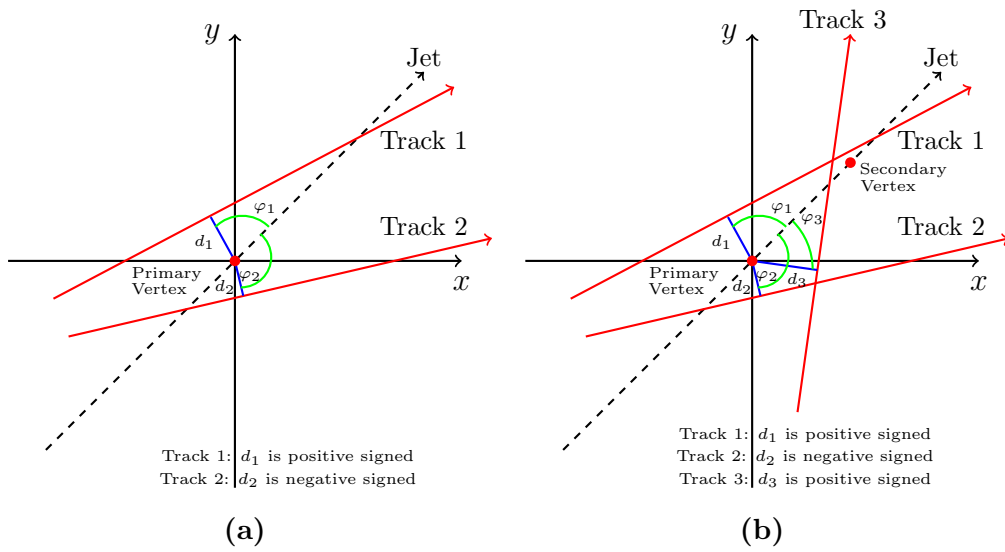 y
Jet
Track 1
φ₁
d₁
Track 2
Primary
Vertex
d₂
φ₂
x
Track 1: d₁ is positive signed
Track 2: d₂ is negative signed
(a)
Track 3
y
Jet
Track 1
Secondary
Vertex
φ₁
φ₃
d₁
Track 2
Primary
Vertex
d₂
φ₂
d₃
x
Track 1: d₁ is positive signed
Track 2: d₂ is negative signed
Track 3: d₃ is positive signed
(b)